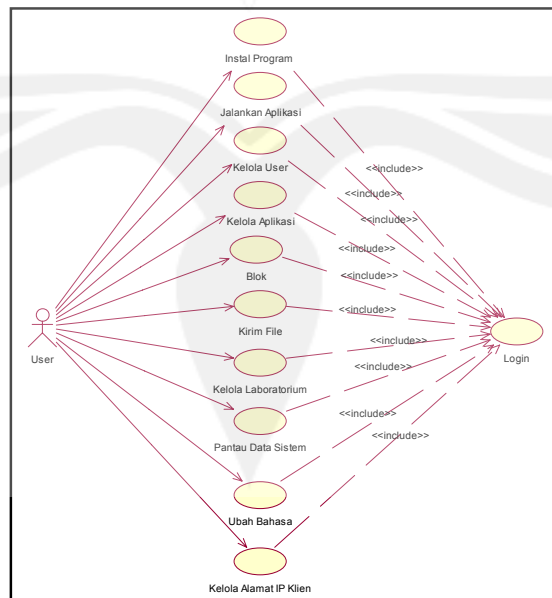 Instal Program
Jalankan Aplikasi
Kelola User
<<include>>
<<include>>
Kelola Aplikasi
<<include>>
<<include>>
Blok
<<include>>
Kirim File
<<include>>
User
<<include>>
Login
Kelola Laboratorium
<<include>>
Pantau Data Sistem
<<include>>
<<include>>
Ubah Bahasa
Kelola Alamat IP Klien